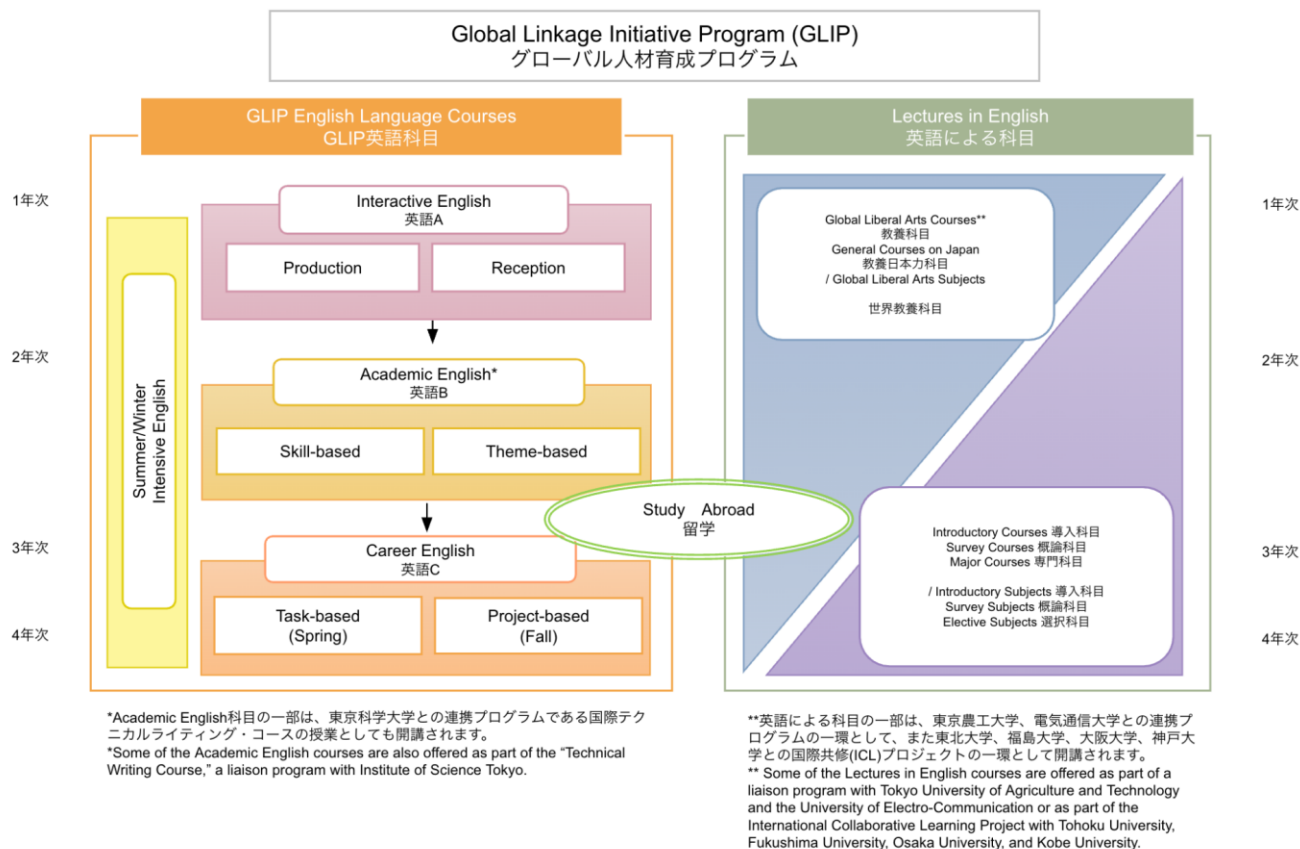 Global Linkage Initiative Program (GLIP)
グローバル人材育成プログラム
GLIP English Language Courses
GLIP英語科目
1年次
Interactive English
英語A
Production
Reception
2年次
Academic English*
英語B
Skill-based
Theme-based
Summer/Winter
Intensive English
3年次
Career English
英語C
Task-based
(Spring)
Project-based
(Fall)
4年次
Study Abroad
留学
Lectures in English
英語による科目
1年次
Global Liberal Arts Courses**
教養科目
General Courses on Japan
教養日本力科目
/ Global Liberal Arts Subjects
世界教養科目
2年次
Introductory Courses 導入科目
Survey Courses 概論科目
Major Courses 専門科目
/ Introductory Subjects 導入科目
Survey Subjects 概論科目
Elective Subjects 選択科目
3年次
4年次
*Academic English科目の一部は、東京科学大学との連携プログラムである国際テク
ニカルライティング・コースの授業としても開講されます。
*Some of the Academic English courses are also offered as part of the “Technical
Writing Course,” a liaison program with Institute of Science Tokyo.
**英語による科目の一部は、東京農工大学、電気通信大学との連携プ
ログラムの一環として、また東北大学、福島大学、大阪大学、神戸大
学との国際共修(ICL)プロジェクトの一環として開講されます。
** Some of the Lectures in English courses are offered as part of a
liaison program with Tokyo University of Agriculture and Technology
and the University of Electro-Communication or as part of the
International Collaborative Learning Project with Tohoku University,
Fukushima University, Osaka University, and Kobe University.